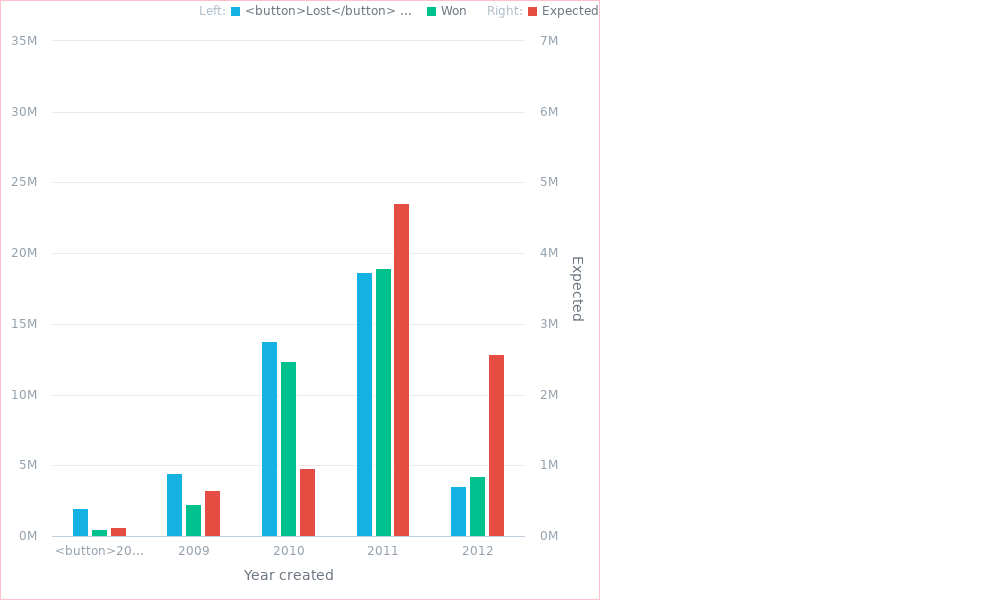 Left: <button>Lost</button> ... Won Right: Expected
35M 7M
30M 6M
25M 5M
20M 4M
15M 3M
10M 2M
5M 1M
0M 0M
Expected
<button>20... 2009 2010 2011 2012
Year created